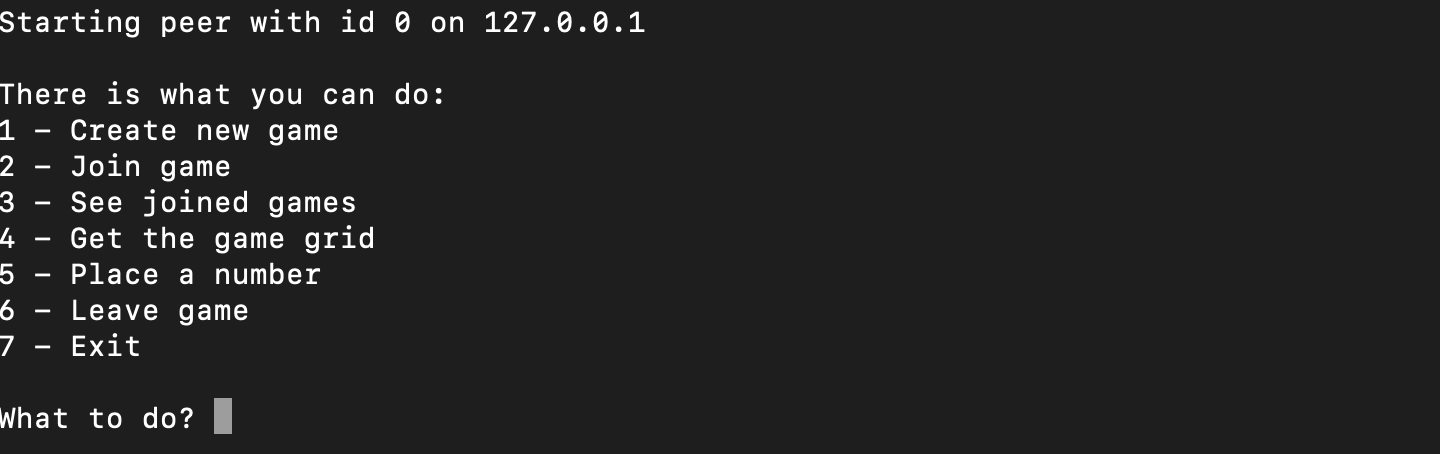 Starting peer with id 0 on 127.0.0.1
There is what you can do:
1 - Create new game
2 - Join game
3 - See joined games
4 - Get the game grid
5 - Place a number
6 - Leave game
7 - Exit
What to do?